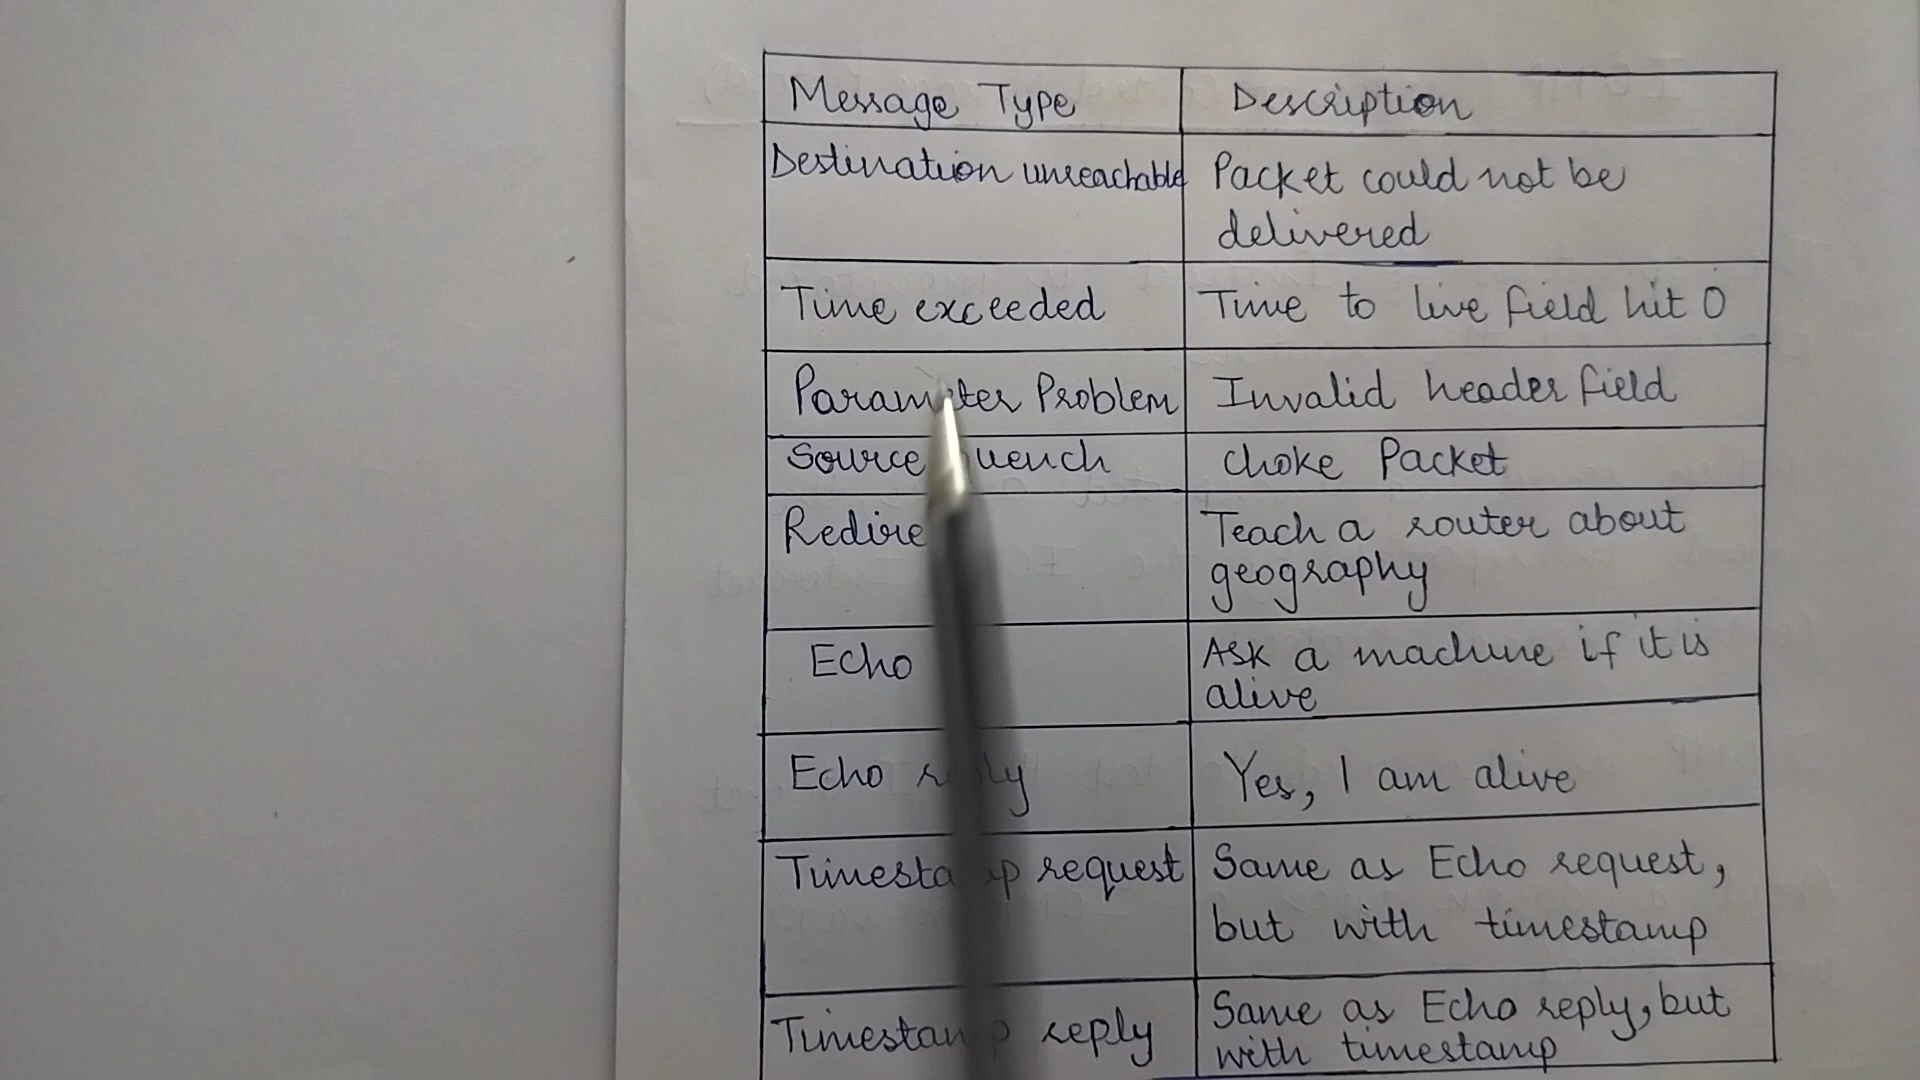 Message Type Description
Destination unreachable Packet could not be
delivered
Time exceeded Time to live field hit 0
Parameter Problem Invalid header field
Source choke Packet
Teach a router about
geography
Echo Ask a machine if it is
alive
Echo reply Yes, I am alive
Timestamp request Same as Echo request,
but with timestamp
Timestamp reply Same as Echo reply, but
with timestamp